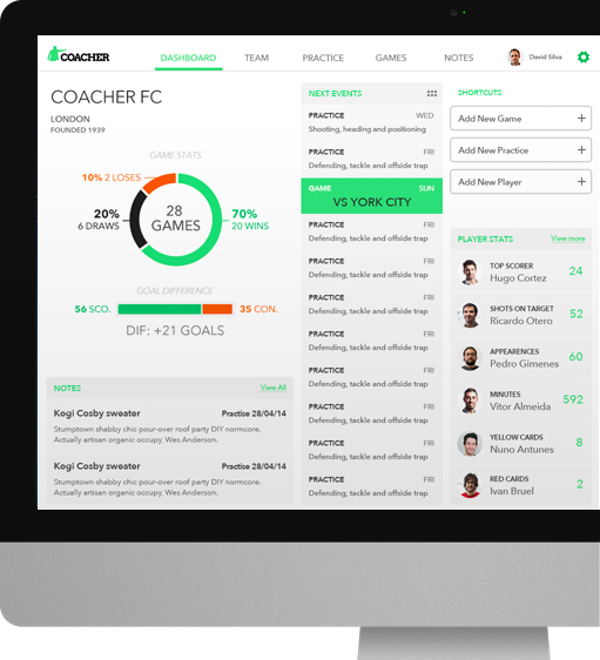 COACHER
DASHBOARD
TEAM
PRACTICE
GAMES
NOTES
David Silva
COACHER FC
LONDON
FOUNDED 1939
GAME STATS
10% 2 LOSES
20%
6 DRAWS
28
GAMES
70%
20 WINS
GOAL DIFFERENCE
56 SCO.
35 CON.
DIF: +21 GOALS
NOTES
View All
Kogi Cosby sweater
Practise 28/04/14
Stumptown shabby chic pour-over roof party DIY normcore.
Actually artisan organic occupy, Wes Anderson.
Kogi Cosby sweater
Practise 28/04/14
Stumptown shabby chic pour-over roof party DIY normcore.
Actually artisan organic occupy, Wes Anderson.
NEXT EVENTS
PRACTICE WED
Shooting, heading and positioning
PRACTICE FRI
Defending, tackle and offside trap
GAME SUN
VS YORK CITY
PRACTICE FRI
Defending, tackle and offside trap
PRACTICE FRI
Defending, tackle and offside trap
PRACTICE FRI
Defending, tackle and offside trap
PRACTICE FRI
Defending, tackle and offside trap
PRACTICE FRI
Defending, tackle and offside trap
PRACTICE FRI
Defending, tackle and offside trap
PRACTICE FRI
Defending, tackle and offside trap
PRACTICE FRI
Defending, tackle and offside trap
SHORTCUTS
Add New Game +
Add New Practice +
Add New Player +
PLAYER STATS
View more
TOP SCORER
Hugo Cortez
24
SHOTS ON TARGET
Ricardo Otero
52
APPEARENCES
Pedro Gimenes
60
MINUTES
Vitor Almeida
592
YELLOW CARDS
Nuno Antunes
8
RED CARDS
Ivan Bruel
2